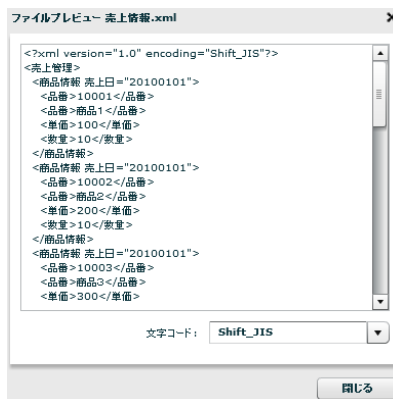 ファイルプレビュー 売上情報.xml
<?xml version="1.0" encoding="Shift_JIS"?>
<売上管理>
<商品情報 売上日="20100101">
<品番>10001</品番>
<品番>商品1</品番>
<単価>100</単価>
<数量>10</数量>
</商品情報>
<商品情報 売上日="20100101">
<品番>10002</品番>
<品番>商品2</品番>
<単価>200</単価>
<数量>10</数量>
</商品情報>
<商品情報 売上日="20100101">
<品番>10003</品番>
<品番>商品3</品番>
<単価>300</単価>
文字コード: Shift_JIS
閉じる